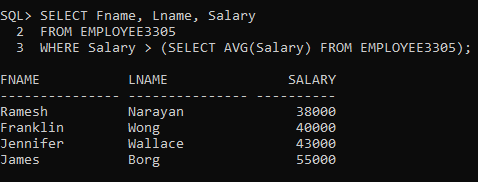 SQL> SELECT Fname, Lname, Salary
  2  FROM EMPLOYEE3305
  3  WHERE Salary > (SELECT AVG(Salary) FROM EMPLOYEE3305);
FNAME           LNAME               SALARY
--------------- --------------- ----------
Ramesh          Narayan              38000
Franklin        Wong                 40000
Jennifer        Wallace              43000
James           Borg                 55000